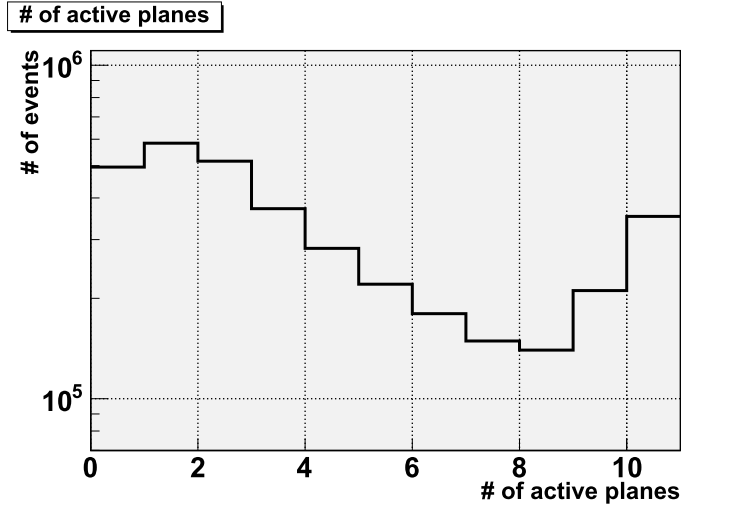 # of active planes
# of events
10^6
10^5
0 2 4 6 8 10
# of active planes